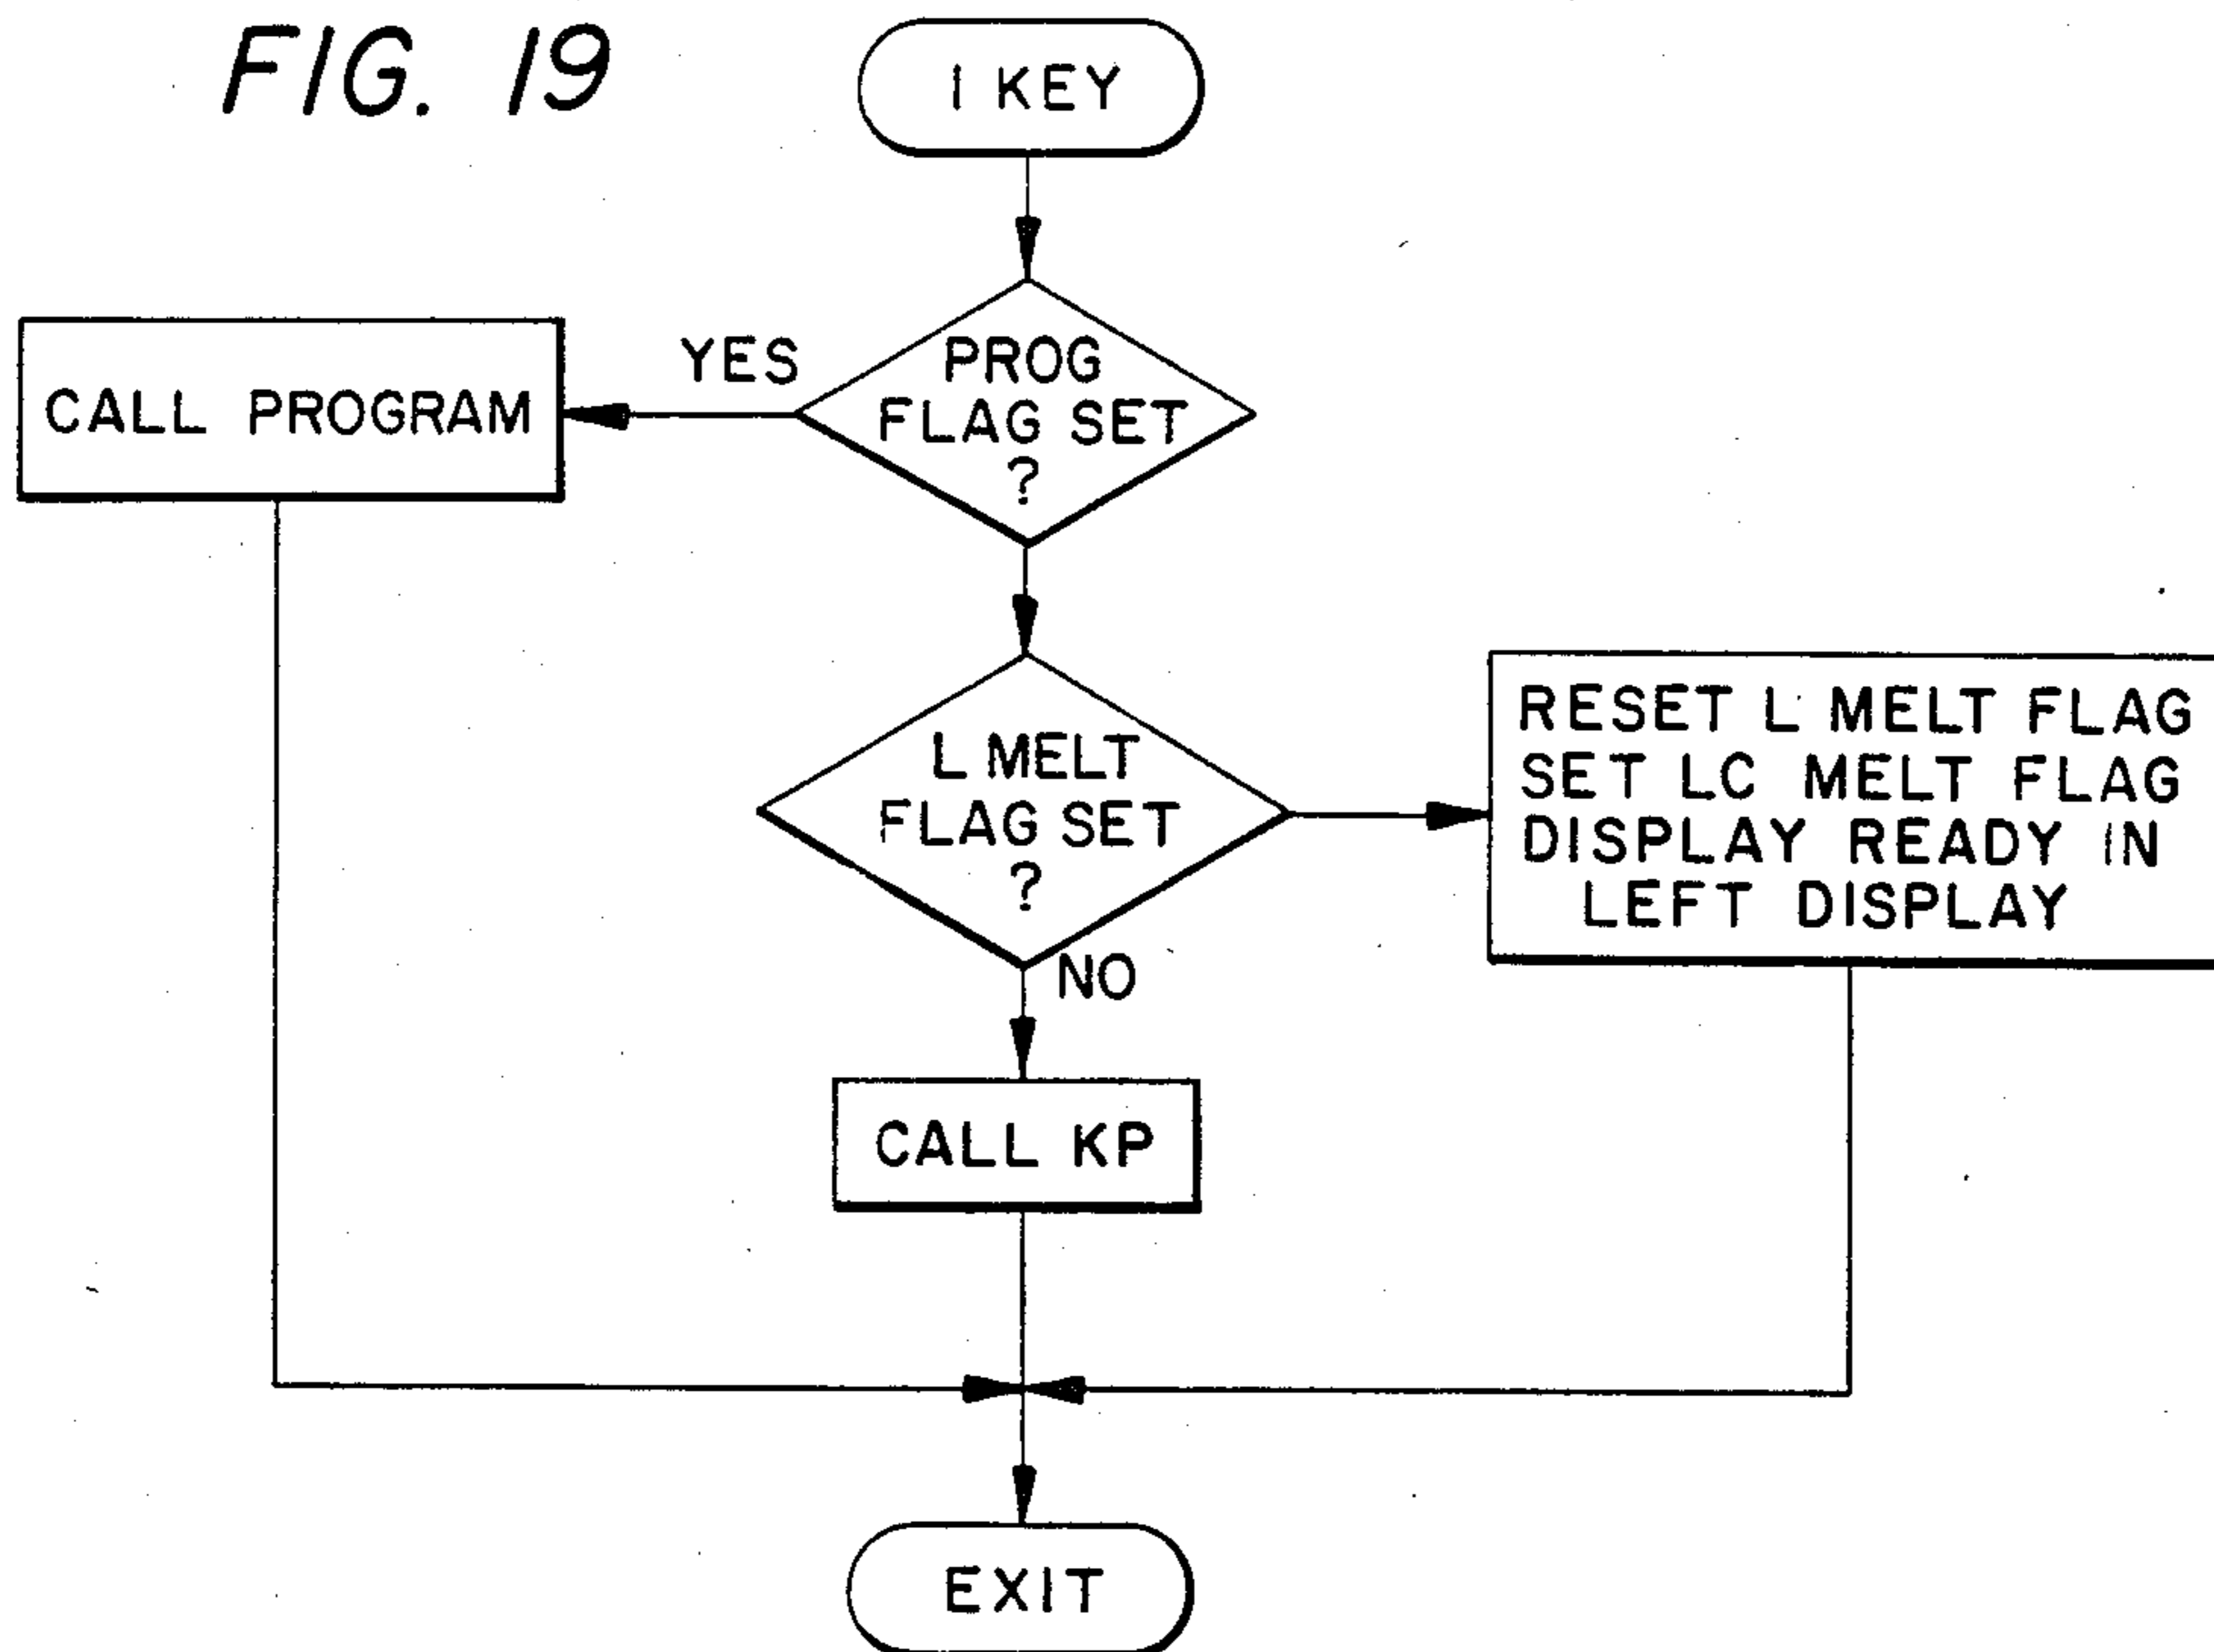 FIG. 19
1 KEY
PROG
FLAG SET
?
YES
CALL PROGRAM
L MELT
FLAG SET
?
RESET L MELT FLAG
SET LC MELT FLAG
DISPLAY READY IN
LEFT DISPLAY
NO
CALL KP
EXIT